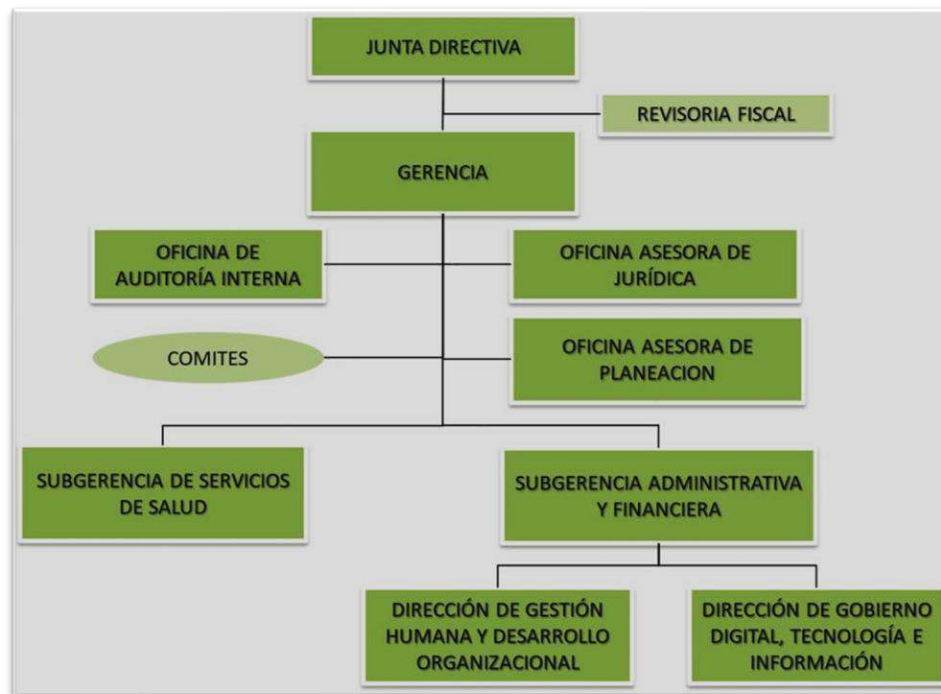 JUNTA DIRECTIVA
REVISORIA FISCAL
GERENCIA
OFICINA DE
AUDITORÍA INTERNA
OFICINA ASESORA DE
JURÍDICA
COMITES
OFICINA ASESORA DE
PLANEACION
SUBGERENCIA DE SERVICIOS
DE SALUD
SUBGERENCIA ADMINISTRATIVA
Y FINANCIERA
DIRECCIÓN DE GESTIÓN
HUMANA Y DESARROLLO
ORGANIZACIONAL
DIRECCIÓN DE GOBIERNO
DIGITAL, TECNOLOGÍA E
INFORMACIÓN